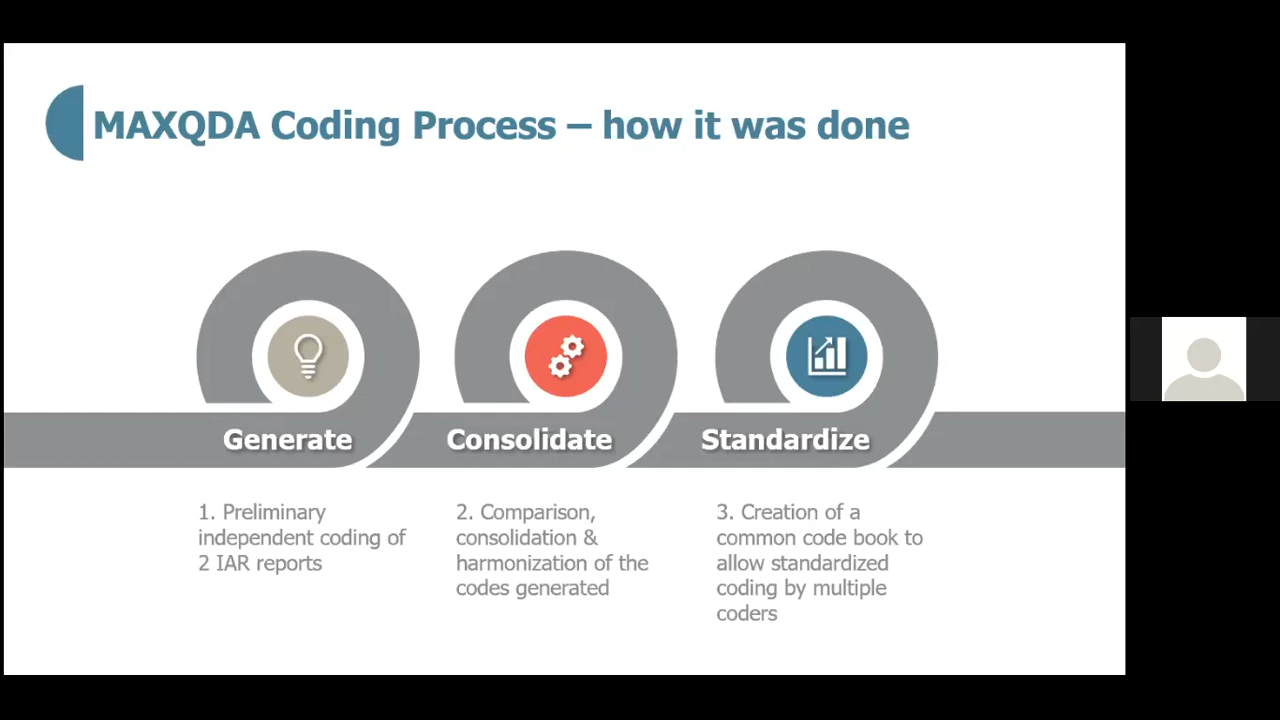 MAXQDA Coding Process – how it was done
Generate
Consolidate
Standardize
1. Preliminary
independent coding of
2 IAR reports
2. Comparison,
consolidation &
harmonization of the
codes generated
3. Creation of a
common code book to
allow standardized
coding by multiple
coders